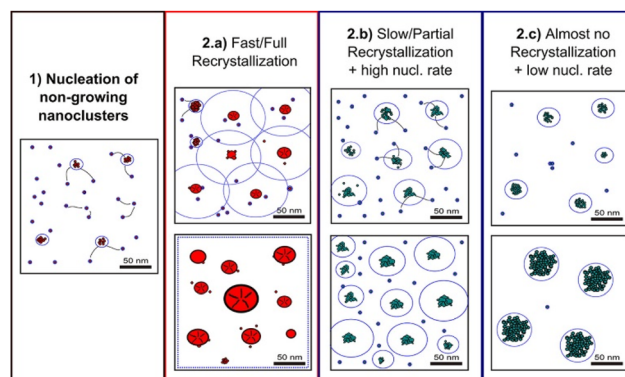 1) Nucleation of
non-growing
nanoclusters
50 nm
2.a) Fast/Full
Recrystallization
50 nm
50 nm
2.b) Slow/Partial
Recrystallization
+ high nucl. rate
50 nm
50 nm
2.c) Almost no
Recrystallization
+ low nucl. rate
50 nm
50 nm